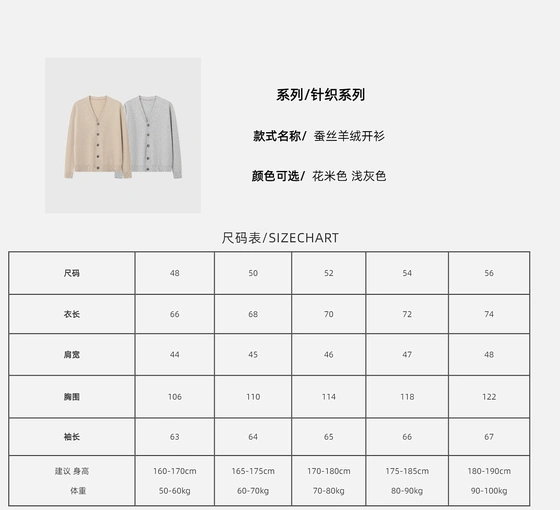 系列/针织系列
款式名称/ 蚕丝羊绒开衫
颜色可选/ 花米色 浅灰色
尺码表/SIZECHART
尺码 48 50 52 54 56
衣长 66 68 70 72 74
肩宽 44 45 46 47 48
胸围 106 110 114 118 122
袖长 63 64 65 66 67
建议 身高 160-170cm 165-175cm 170-180cm 175-185cm 180-190cm
体重 50-60kg 60-70kg 70-80kg 80-90kg 90-100kg